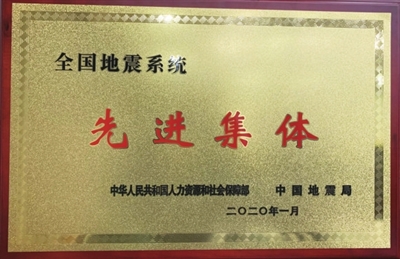 全国地震系统
先进集体
中华人民共和国人力资源和社会保障部 中国地震局
二〇二〇年一月